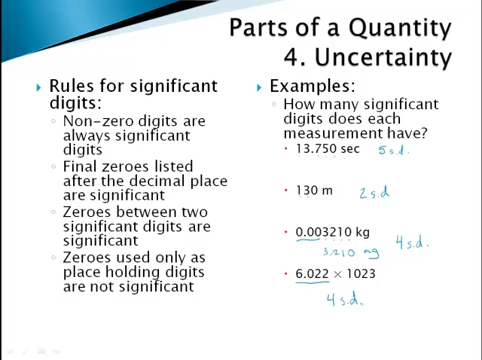 Parts of a Quantity
4. Uncertainty
Rules for significant
digits:
Non-zero digits are
always significant
digits
Final zeroes listed
after the decimal place
are significant
Zeroes between two
significant digits are
significant
Zeroes used only as
place holding digits
are not significant
Examples:
How many significant
digits does each
measurement have?
13.750 sec 5 s.d.
130 m 2 s.d
0.003210 kg 4 s.d.
3.210 mg
6.022 × 1023
4 s.d.